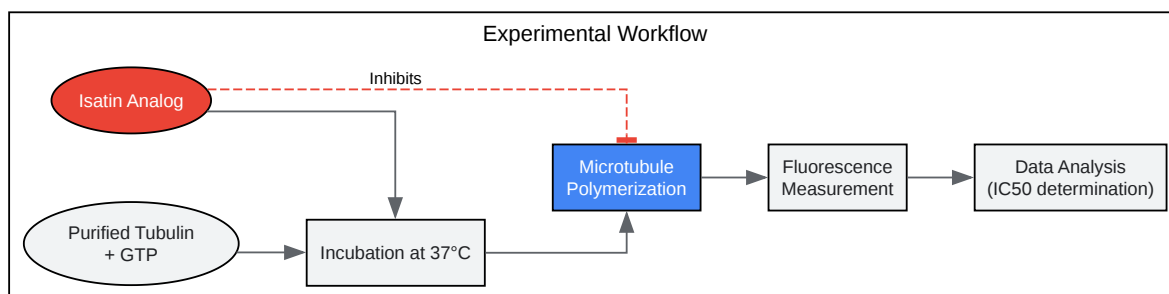 Experimental Workflow
Inhibits
Isatin Analog
Microtubule
Polymerization
Fluorescence
Measurement
Data Analysis
(IC50 determination)
Purified Tubulin
+ GTP
Incubation at 37°C